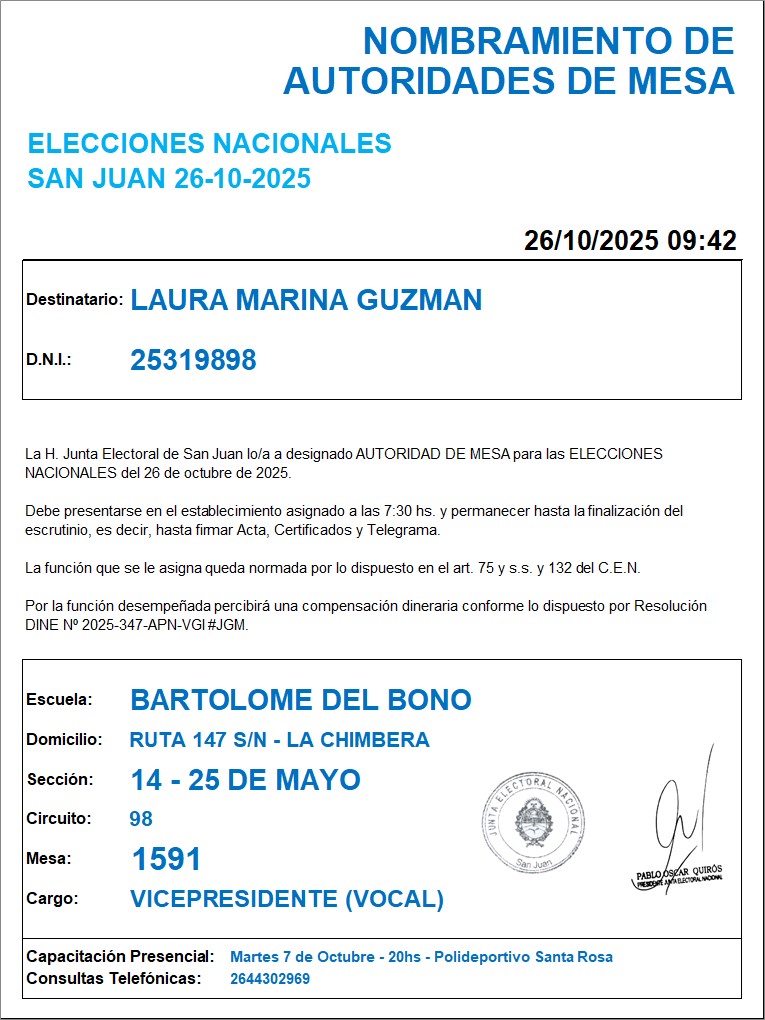 NOMBRAMIENTO DE
AUTORIDADES DE MESA
ELECCIONES NACIONALES
SAN JUAN 26-10-2025
26/10/2025 09:42
Destinatario: LAURA MARINA GUZMAN
D.N.I.: 25319898
La H. Junta Electoral de San Juan lo/a a designado AUTORIDAD DE MESA para las ELECCIONES
NACIONALES del 26 de octubre de 2025.
Debe presentarse en el establecimiento asignado a las 7:30 hs. y permanecer hasta la finalización del
escrutinio, es decir, hasta firmar Acta, Certificados y Telegrama.
La función que se le asigna queda normada por lo dispuesto en el art. 75 y s.s. y 132 del C.E.N.
Por la función desempeñada percibirá una compensación dineraria conforme lo dispuesto por Resolución
DINE Nº 2025-347-APN-VGI#JGM.
Escuela: BARTOLOME DEL BONO
Domicilio: RUTA 147 S/N - LA CHIMBERA
Sección: 14 - 25 DE MAYO
Circuito: 98
Mesa: 1591
Cargo: VICEPRESIDENTE (VOCAL)
JUNTA ELECTORAL NACIONAL
San Juan
PABLO OSCAR QUIRÓS
PRESIDENTE JUNTA ELECTORAL NACIONAL
Capacitación Presencial: Martes 7 de Octubre - 20hs - Polideportivo Santa Rosa
Consultas Telefónicas: 2644302969